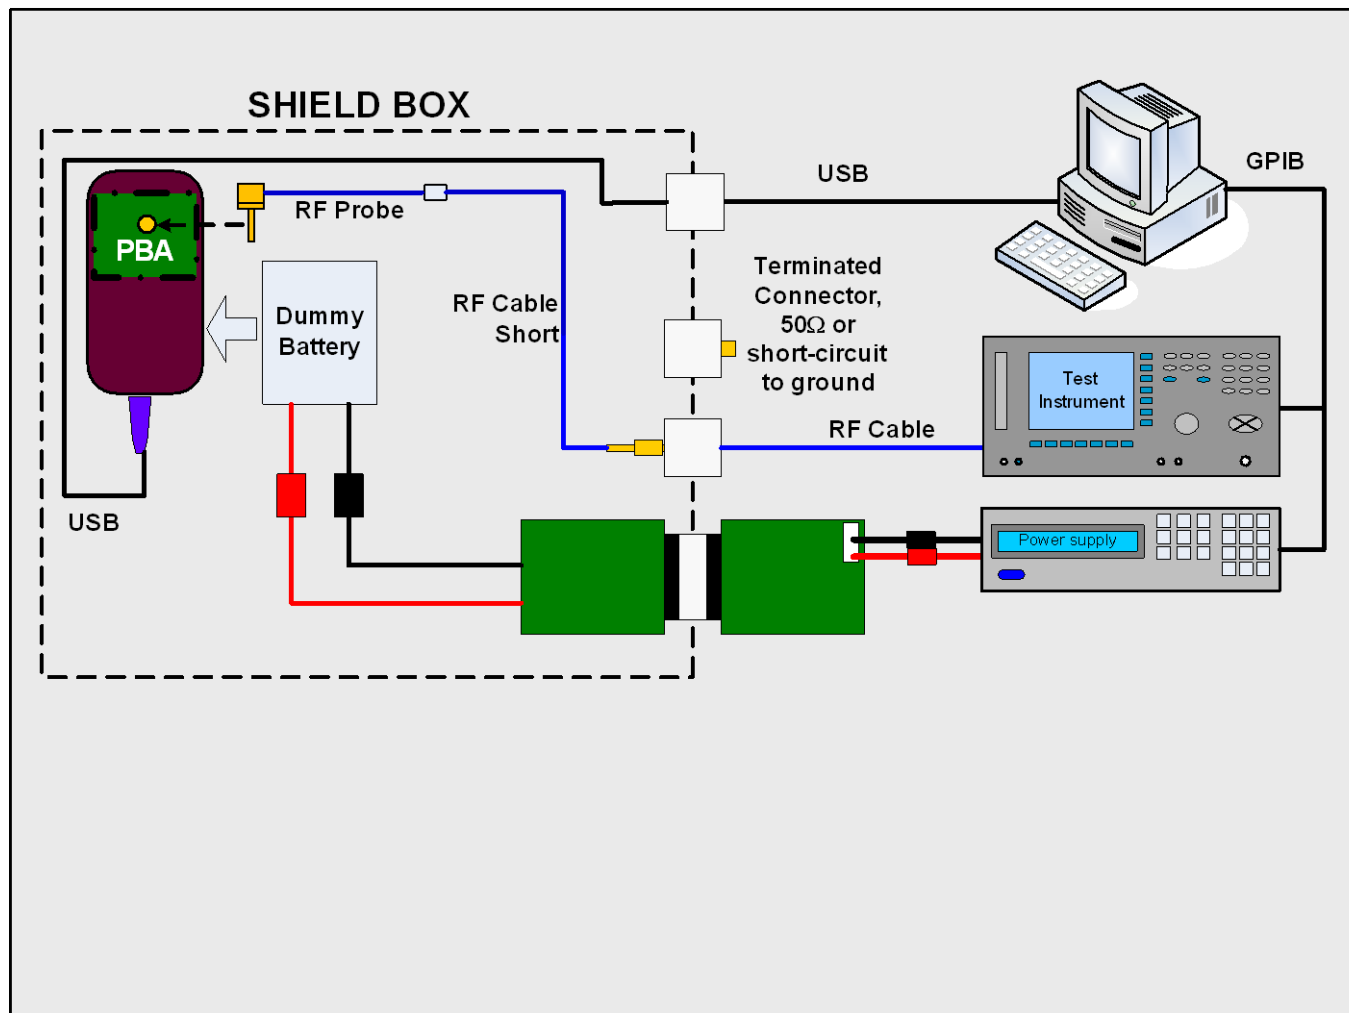 SHIELD BOX
USB
GPIB
RF Probe
PBA
Terminated
Connector,
50Ω or
short-circuit
to ground
RF Cable
Short
Dummy
Battery
Test
Instrument
RF Cable
USB
Power supply